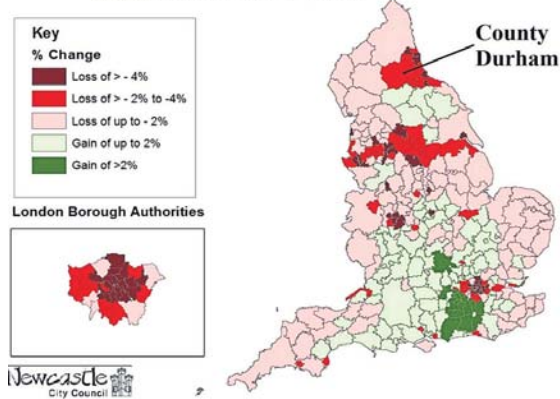 Key
% Change
Loss of > - 4%
Loss of > - 2% to -4%
Loss of up to - 2%
Gain of up to 2%
Gain of >2%
County
Durham
London Borough Authorities
Newcastle
City Council